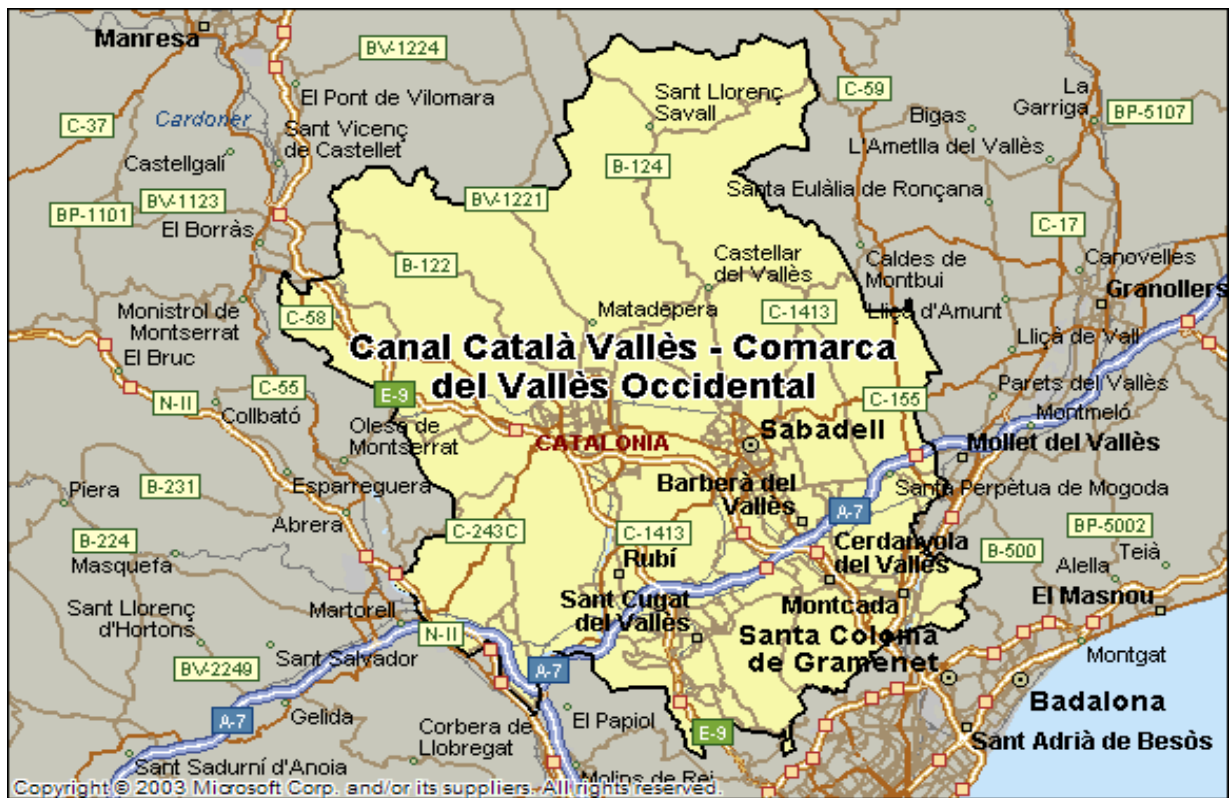 Manresa
BV-1224
El Pont de Vilomara
Sant Llorenç
Savall
C-59
La
Garriga
Bigas
BP-5107
C-37
Cardoner
Sant Vicenç
de Castellet
L'Ametlla del Vallès
Castellgalí
B-124
BV-1123
BV-1221
Santa Eulàlia de Ronçana
BP-1101
El Borràs
C-17
B-122
Castellar
del Vallès
Caldes de
Montbui
Canovelles
Granollers
Monistrol de
Montserrat
C-58
Matadepera
C-1413
Lliçà d'Amunt
Lliçà de Vall
El Bruc
Canal Català Vallès - Comarca
del Vallès Occidental
N-II
C-55
E-9
C-155
Parets del Vallès
Collbató
Montmeló
Olesa de
Montserrat
CATALONIA
Sabadell
Mollet del Vallès
Piera
B-231
Esparreguera
Barberà del
Vallès
Santa Perpètua de Mogoda
A-7
Abrera
C-243C
C-1413
BP-5002
B-224
Masquefa
Rubí
Cerdanyola
del Vallès
B-500
Teià
Alella
Sant Llorenç
d'Hortons
Martorell
Sant Cugat
del Vallès
Montcada
El Masnou
N-II
Santa Coloma
de Gramenet
Sant Salvador
Montgat
BV-2249
A-7
Badalona
A-7
Gelida
Corbera de
Llobregat
El Papiol
E-9
Sant Adrià de Besòs
Sant Sadurní d'Anoia
Molins de Rei
Copyright © 2003 Microsoft Corp. and/or its suppliers. All rights reserved.